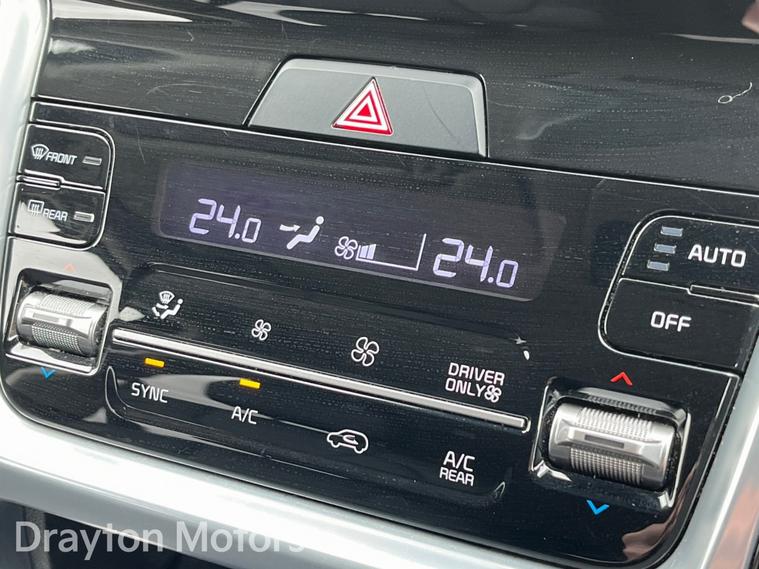 FRONT
REAR
24.0 24.0
AUTO
OFF
DRIVER
ONLY
SYNC
A/C
A/C
REAR
Drayton Motors